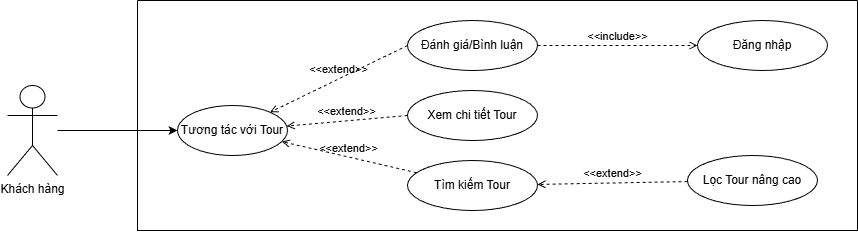 Đánh giá/Bình luận
<<include>>
Đăng nhập
<<extend>>
Xem chi tiết Tour
<<extend>>
Tương tác với Tour
<<extend>>
Tìm kiếm Tour
<<extend>>
Lọc Tour nâng cao
Khách hàng